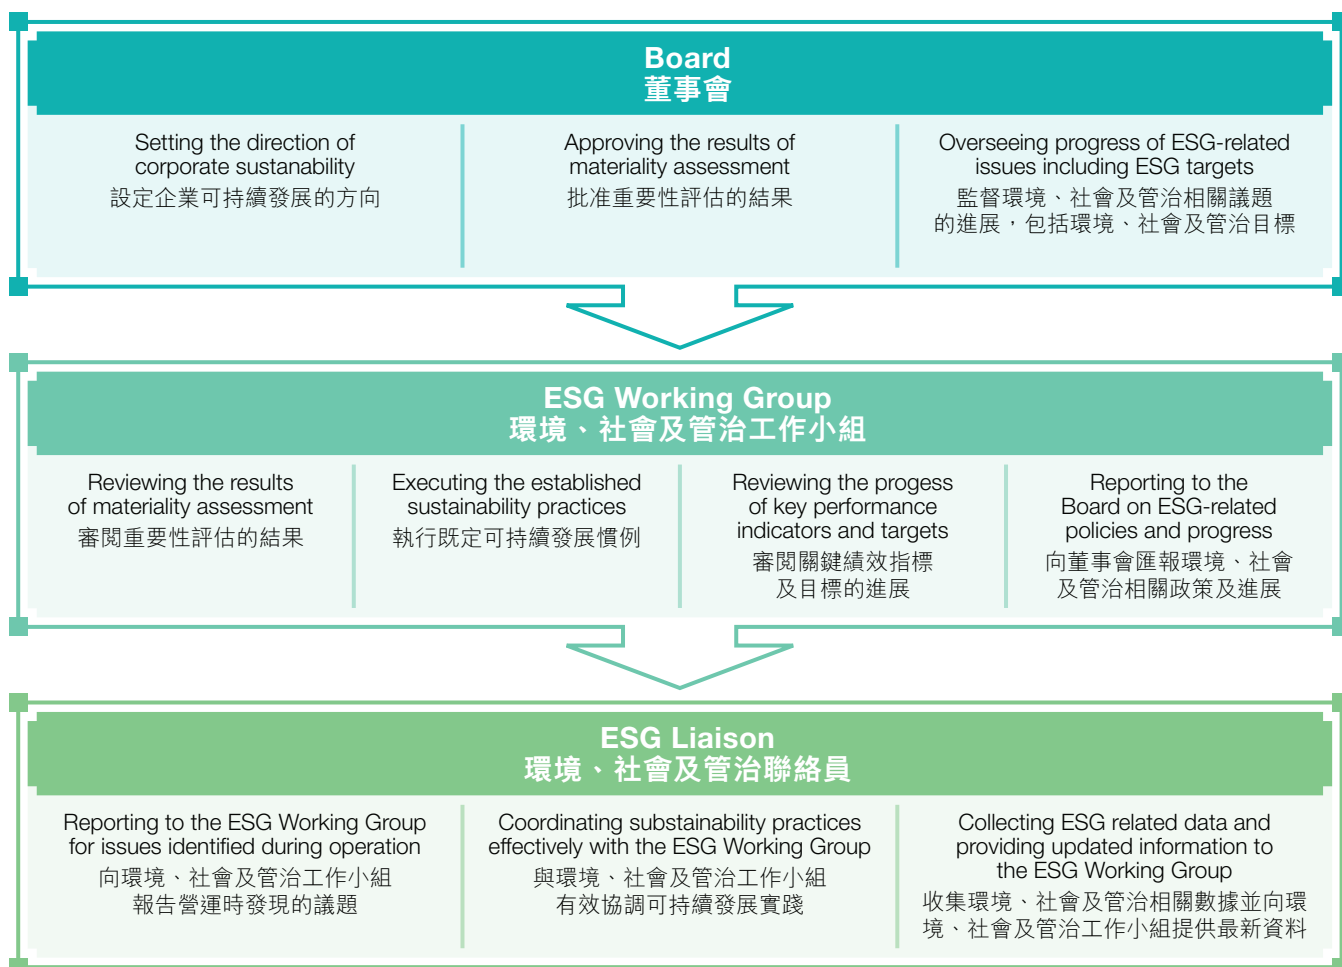 Board
董事會
Setting the direction of
corporate sustanability
設定企業可持續發展的方向
Approving the results of
materiality assessment
批准重要性評估的結果
Overseeing progress of ESG-related
issues including ESG targets
監督環境、社會及管治相關議題
的進展，包括環境、社會及管治目標
ESG Working Group
環境、社會及管治工作小組
Reviewing the results
of materiality assessment
審閱重要性評估的結果
Executing the established
sustainability practices
執行既定可持續發展慣例
Reviewing the progess
of key performance
indicators and targets
審閱關鍵績效指標
及目標的進展
Reporting to the
Board on ESG-related
policies and progress
向董事會匯報環境、社會
及管治相關政策及進展
ESG Liaison
環境、社會及管治聯絡員
Reporting to the ESG Working Group
for issues identified during operation
向環境、社會及管治工作小組
報告營運時發現的議題
Coordinating substainability practices
effectively with the ESG Working Group
與環境、社會及管治工作小組
有效協調可持續發展實踐
Collecting ESG related data and
providing updated information to
the ESG Working Group
收集環境、社會及管治相關數據並向環
境、社會及管治工作小組提供最新資料